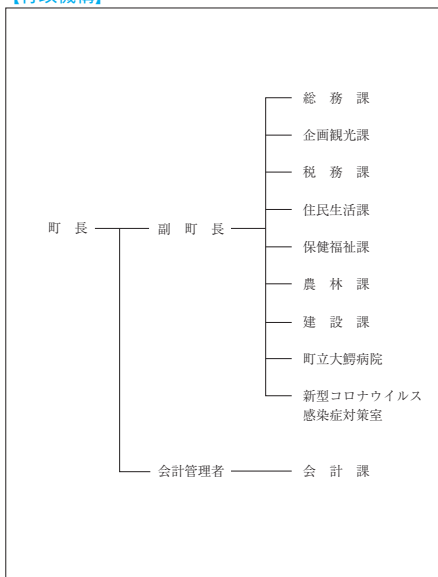 【行政機構】
総務課
企画観光課
税務課
住民生活課
町長
副町長
保健福祉課
農林課
建設課
町立大鰐病院
新型コロナウイルス
感染症対策室
会計管理者
会計課